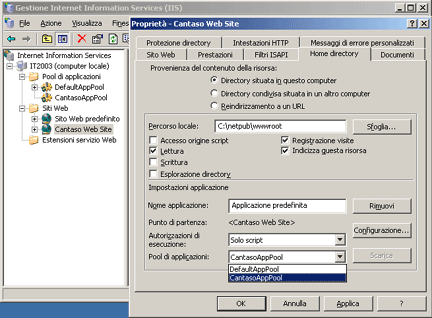 Gestione Internet Information Services (IIS)
File Azione Visualizza Fines
Internet Information Services
IT2003 (computer locale)
Pool di applicazioni
DefaultAppPool
CantasoAppPool
Siti Web
Sito Web predefinito
Cantaso Web Site
Estensioni servizio Web
Proprietà - Cantaso Web Site
Protezione directory Intestazioni HTTP Messaggi di errore personalizzati
Sito Web Prestazioni Filtri ISAPI Home directory Documenti
Provenienza del contenuto della risorsa:
Directory situata in questo computer
Directory condivisa situata in un altro computer
Reindirizzamento a un URL
Percorso locale: C:\netpub\wwwroot Sfoglia...
Accesso origine script Registrazione visite
Lettura Indicizza questa risorsa
Scrittura
Esplorazione directory
Impostazioni applicazione
Nome applicazione: Applicazione predefinita Rimuovi
Punto di partenza: <Cantaso Web Site>
Configurazione...
Autorizzazioni di esecuzione: Solo script
Pool di applicazioni: CantasoAppPool Scarica
DefaultAppPool
CantasoAppPool
OK Annulla Applica ?